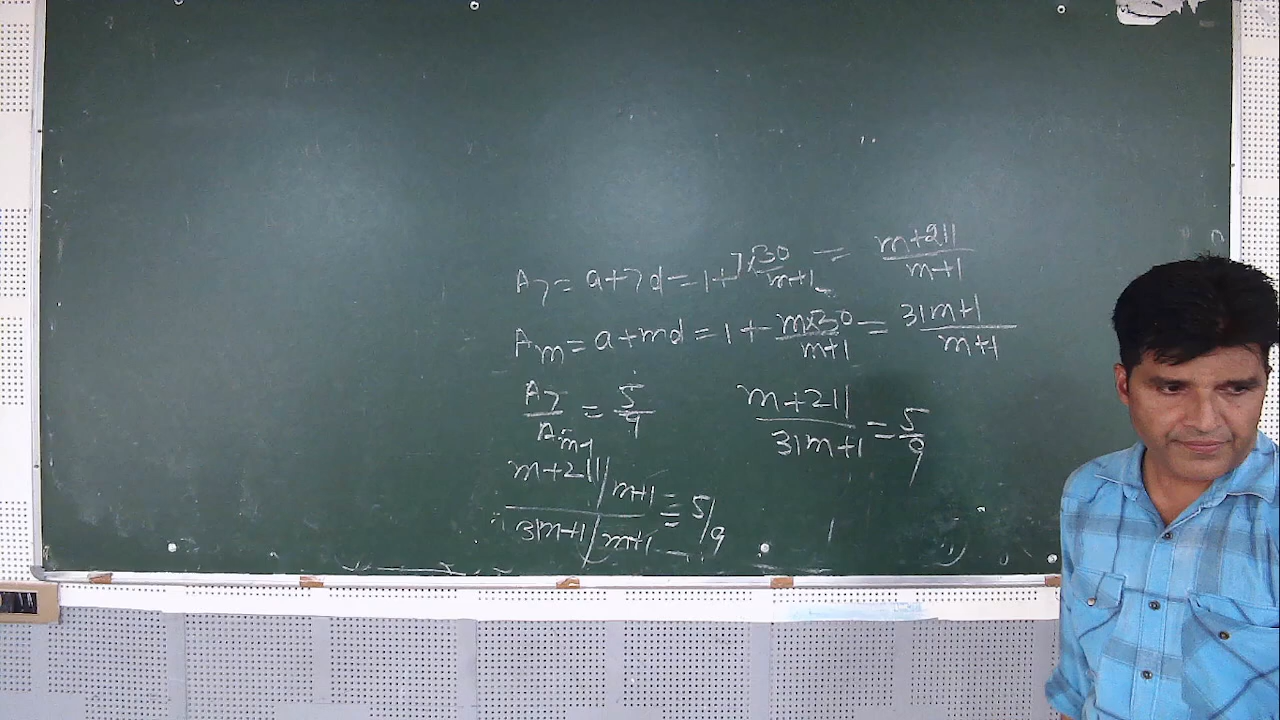 A7 = a+7d = 1 + 7×30/m+1 = m+211/m+1
Am = a+md = 1 + m×30/m+1 = 31m+1/m+1
A7/Am-1 = 5/9
m+211/31m+1 = 5/9
m+211/m+1 / 31m+1/m+1 = 5/9